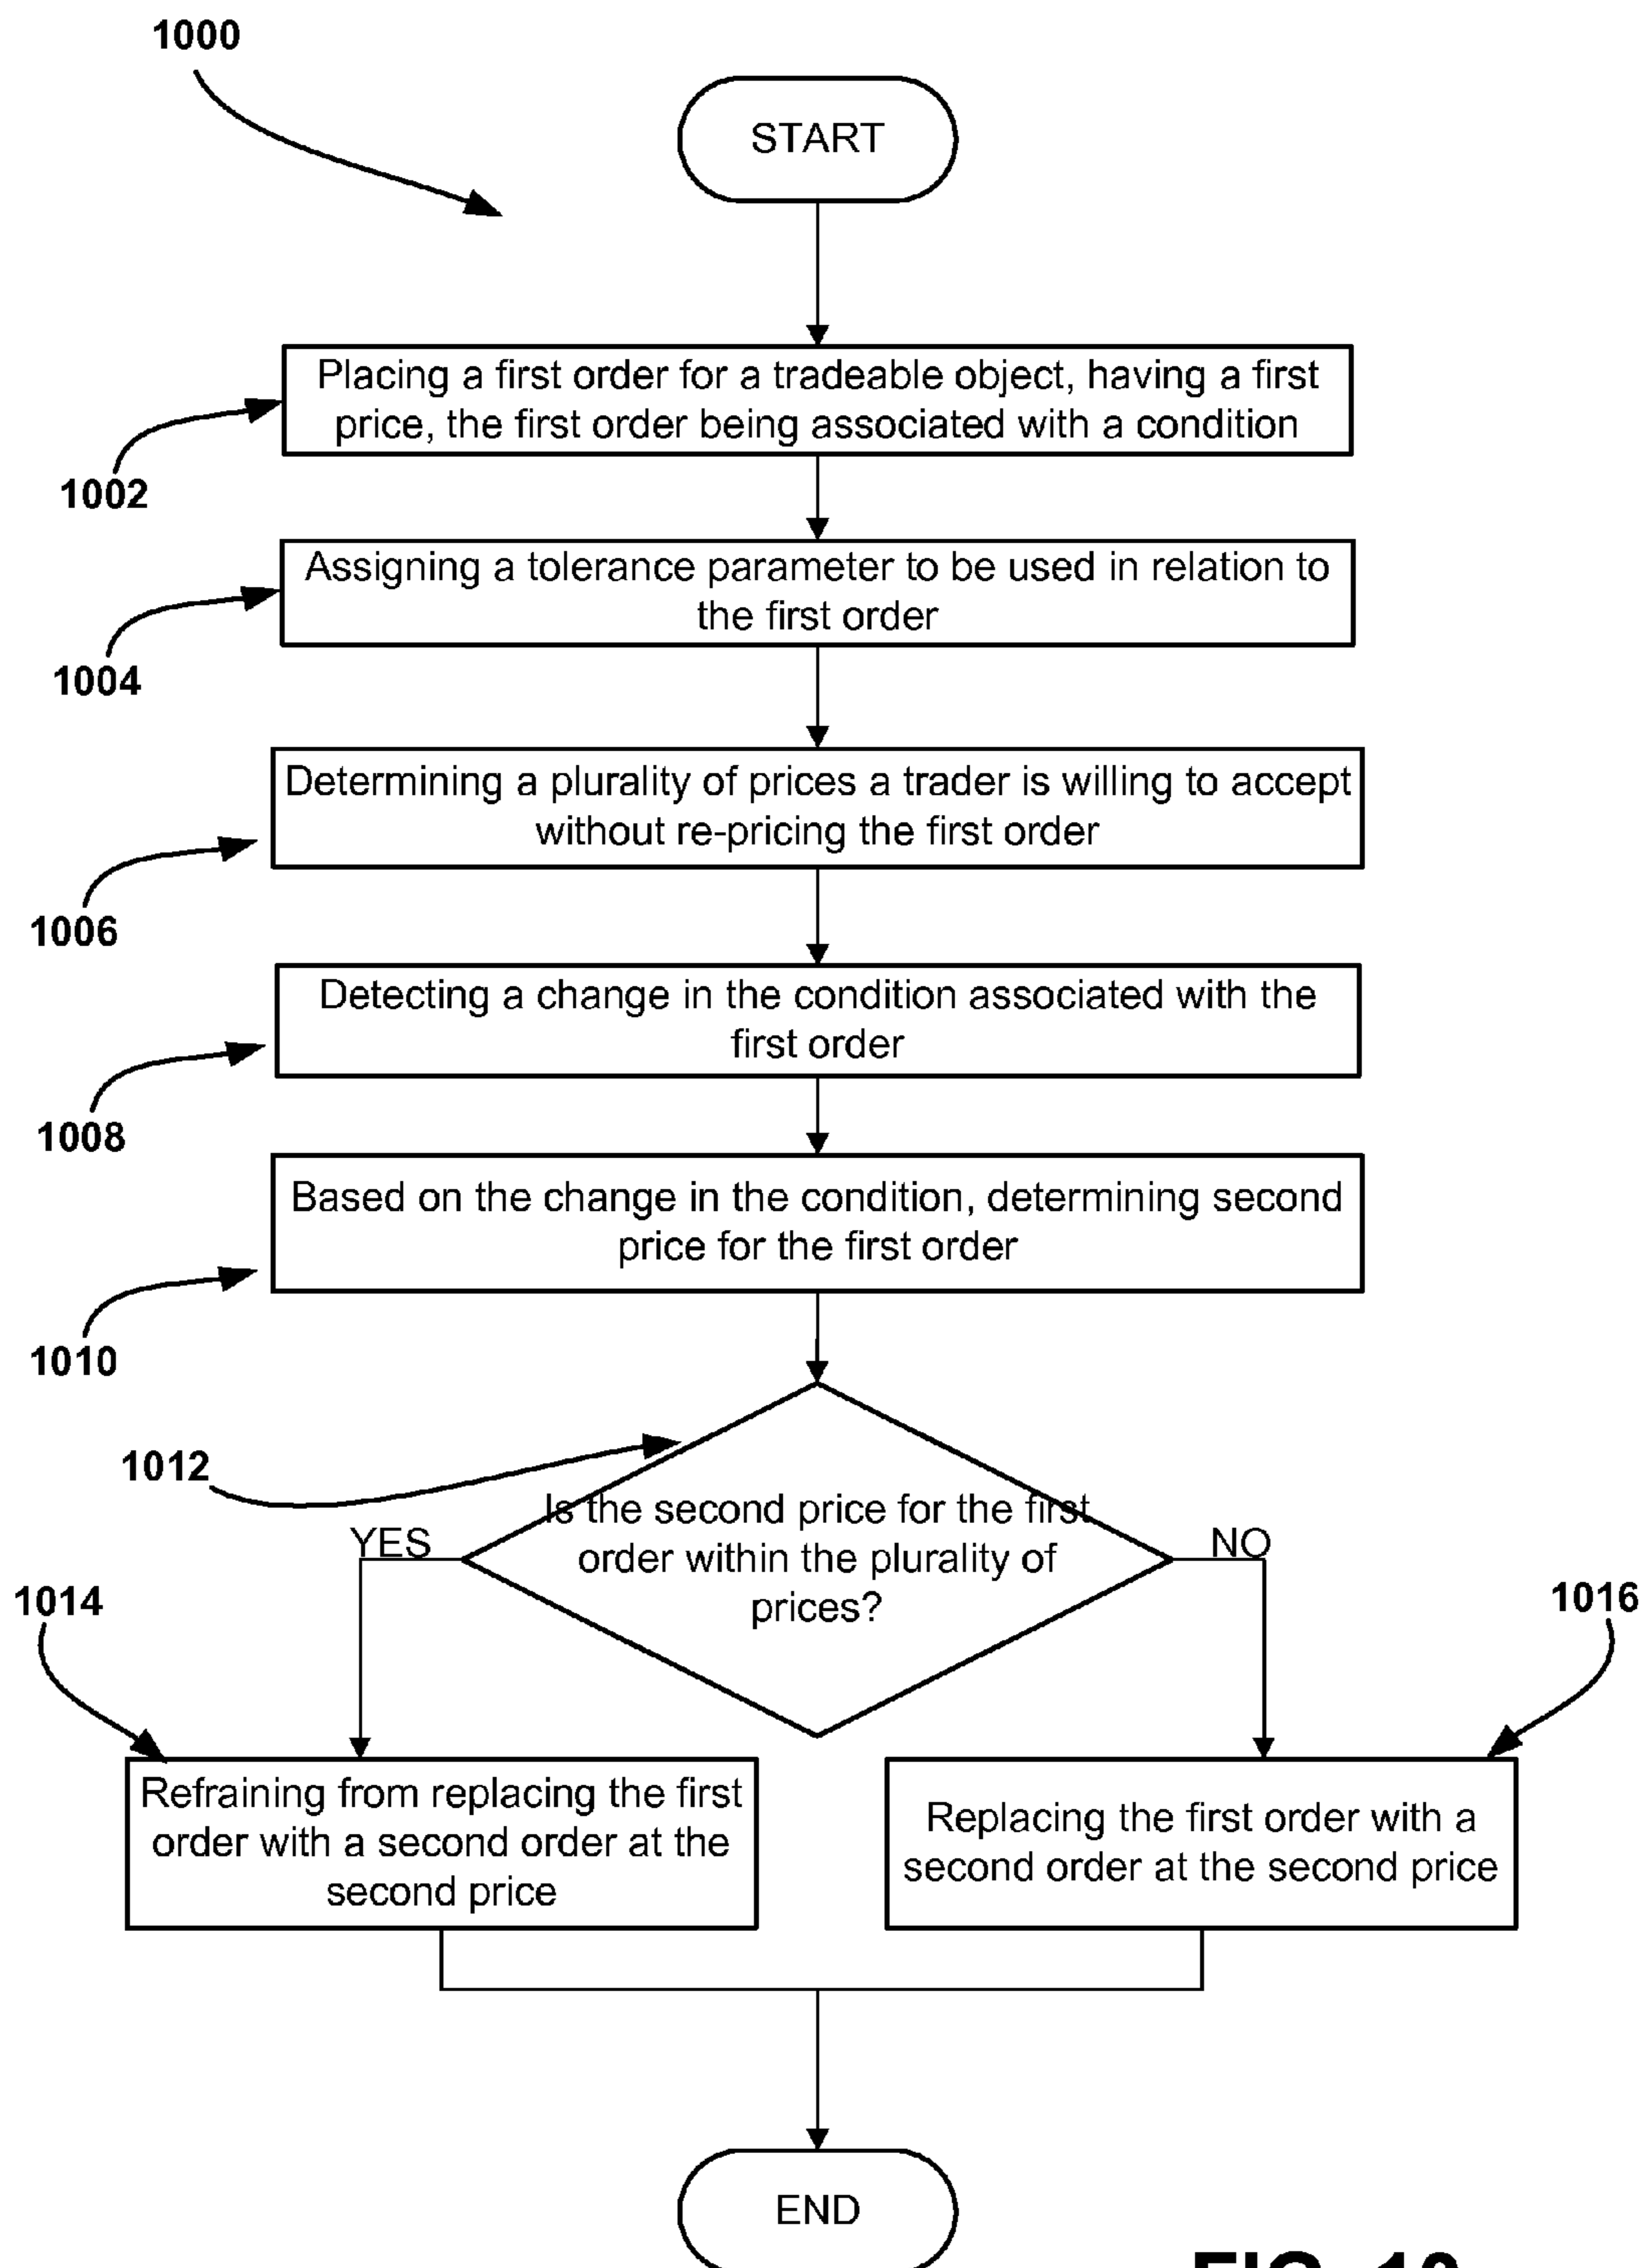 1000
START
Placing a first order for a tradeable object, having a first
price, the first order being associated with a condition
1002
Assigning a tolerance parameter to be used in relation to
the first order
1004
Determining a plurality of prices a trader is willing to accept
without re-pricing the first order
1006
Detecting a change in the condition associated with the
first order
1008
Based on the change in the condition, determining second
price for the first order
1010
1012
Is the second price for the first
order within the plurality of
prices?
YES
NO
1014
1016
Refraining from replacing the first
order with a second order at the
second price
Replacing the first order with a
second order at the second price
END
FIG. 10